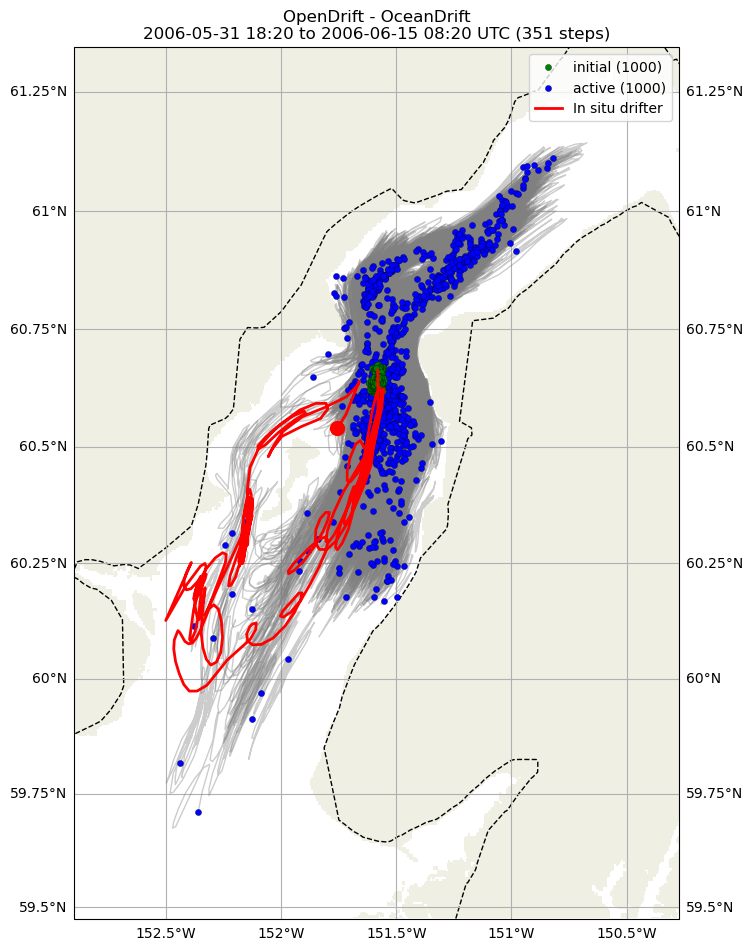 OpenDrift - OceanDrift
2006-05-31 18:20 to 2006-06-15 08:20 UTC (351 steps)
initial (1000)
active (1000)
In situ drifter
61.25°N
61.25°N
61°N
61°N
60.75°N
60.75°N
60.5°N
60.5°N
60.25°N
60.25°N
60°N
60°N
59.75°N
59.75°N
59.5°N
59.5°N
152.5°W
152°W
151.5°W
151°W
150.5°W